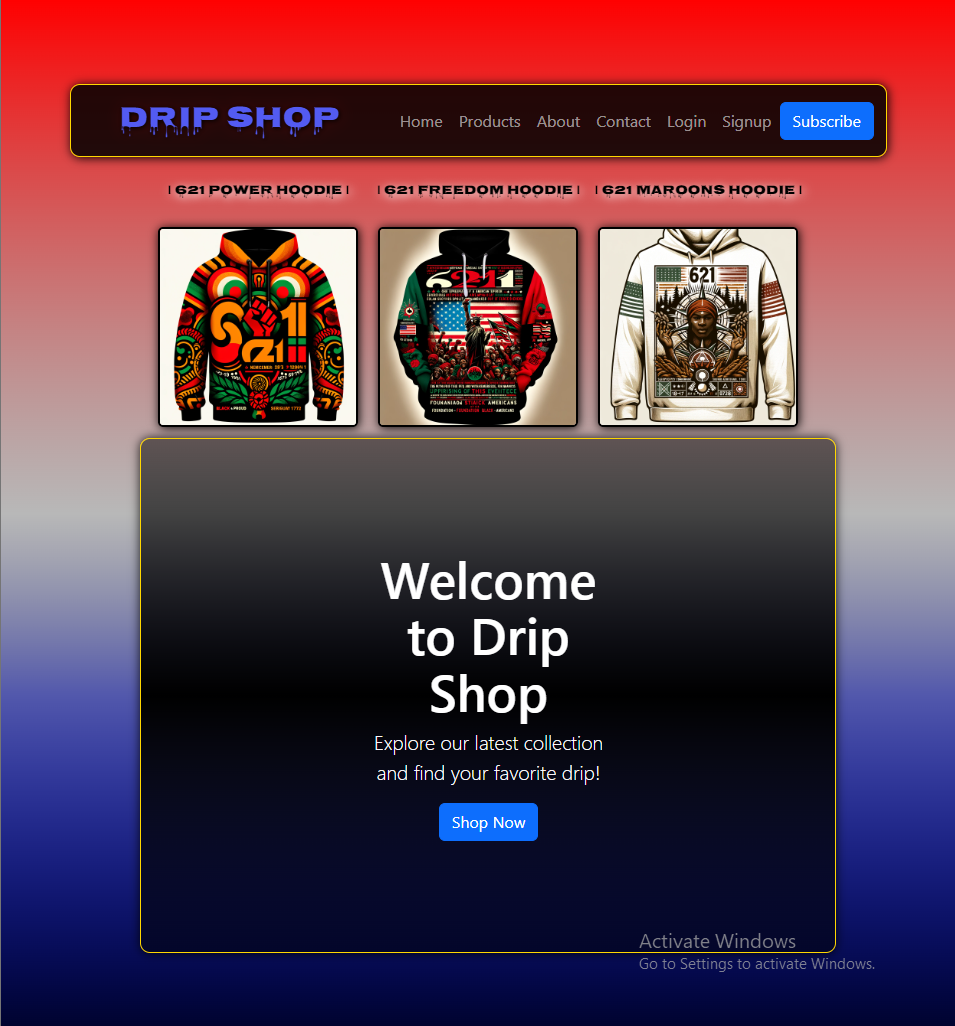 DRIP SHOP
Home Products About Contact Login Signup Subscribe
| 621 POWER HOODIE | | 621 FREEDOM HOODIE | | 621 MAROONS HOODIE |
621
621
Welcome
to Drip
Shop
Explore our latest collection
and find your favorite drip!
Shop Now
Activate Windows
Go to Settings to activate Windows.